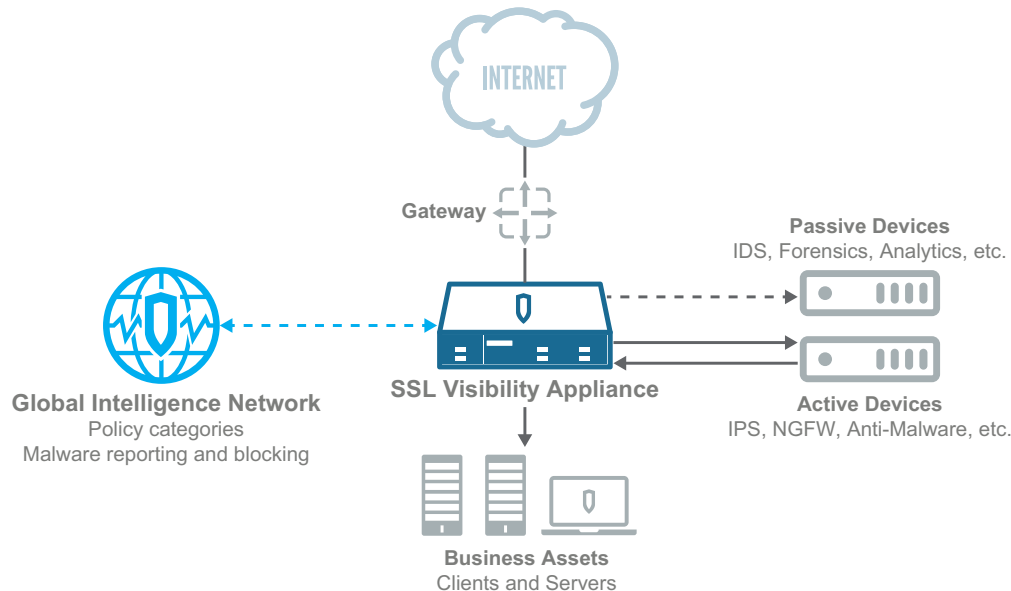 INTERNET
Gateway
Passive Devices
IDS, Forensics, Analytics, etc.
SSL Visibility Appliance
Global Intelligence Network
Policy categories
Malware reporting and blocking
Active Devices
IPS, NGFW, Anti-Malware, etc.
Business Assets
Clients and Servers